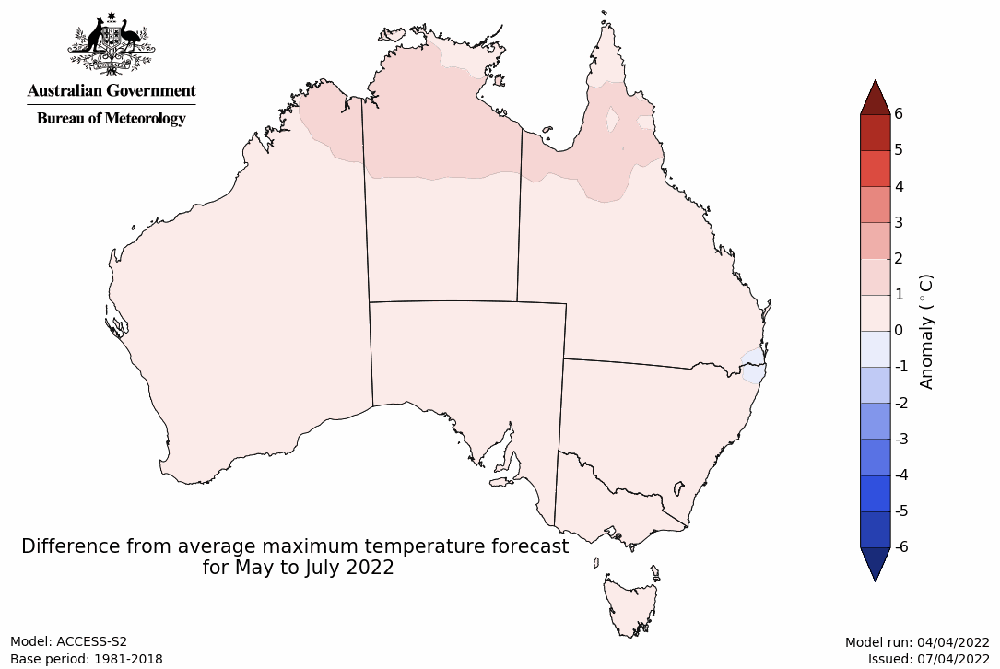 Australian Government
Bureau of Meteorology
6
5
4
3
2
1
0
-1
-2
-3
-4
-5
-6
Anomaly (°C)
Difference from average maximum temperature forecast
for May to July 2022
Model: ACCESS-S2
Base period: 1981-2018
Model run: 04/04/2022
Issued: 07/04/2022